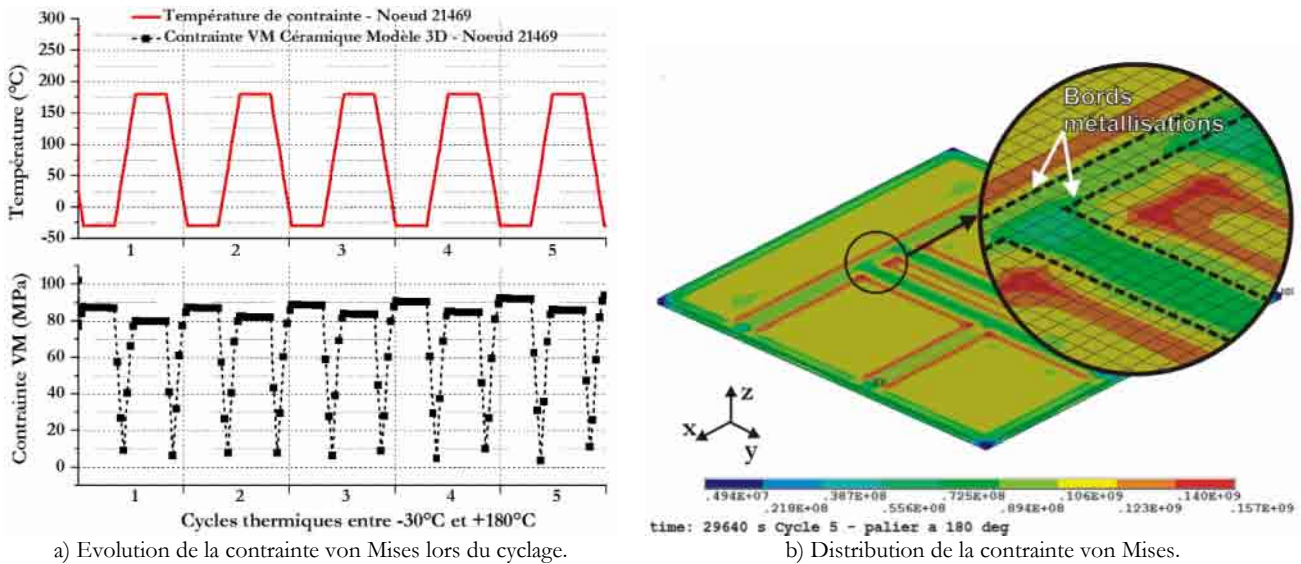 Température de contrainte - Noeud 21469
Contrainte VM Céramique Modèle 3D - Noeud 21469
Température (°C)
300
250
200
150
100
50
0
-50
1 2 3 4 5
Contrainte VM (MPa)
100
80
60
40
20
0
1 2 3 4 5
Cycles thermiques entre -30°C et +180°C
a) Evolution de la contrainte von Mises lors du cyclage.
Bords
métallisations
z
x
y
.494E+07 .387E+08 .725E+08 .106E+09 .140E+09
.218E+08 .556E+08 .894E+08 .123E+09 .157E+09
time: 29640 s Cycle 5 - palier a 180 deg
b) Distribution de la contrainte von Mises.